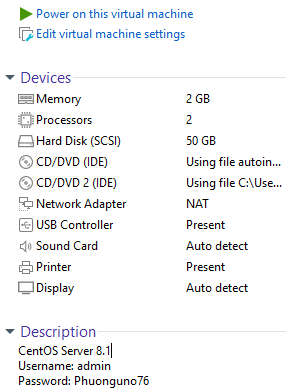 Power on this virtual machine
Edit virtual machine settings
Devices
Memory 2 GB
Processors 2
Hard Disk (SCSI) 50 GB
CD/DVD (IDE) Using file autoin...
CD/DVD 2 (IDE) Using file C:\Use...
Network Adapter NAT
USB Controller Present
Sound Card Auto detect
Printer Present
Display Auto detect
Description
CentOS Server 8.1
Username: admin
Password: Phuonguno76